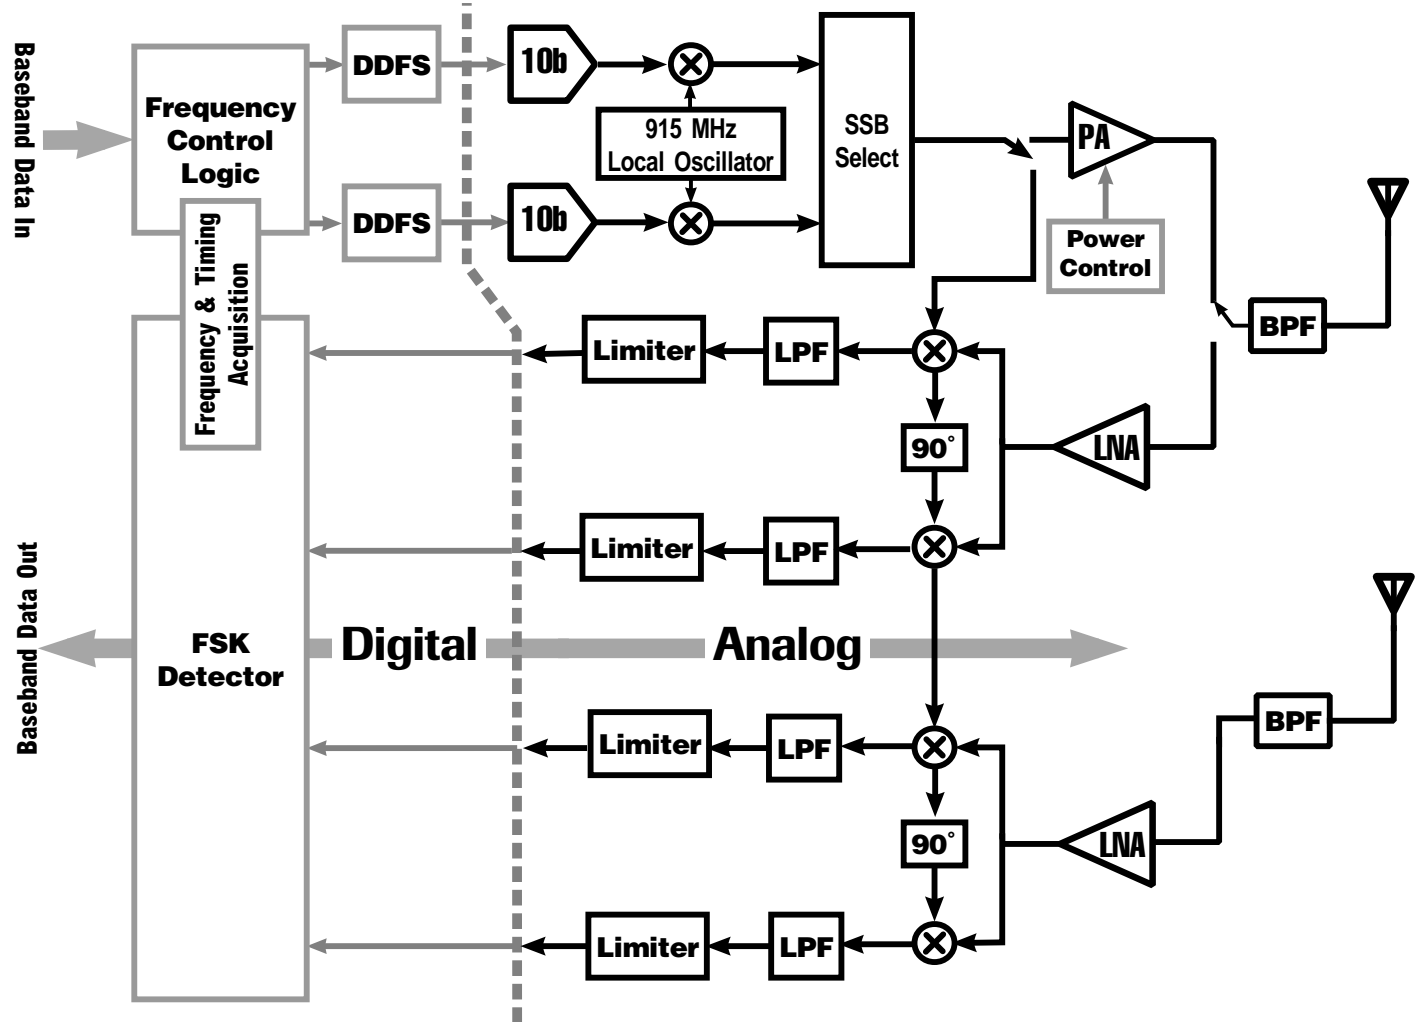 Baseband Data In
Frequency
Control
Logic
DDFS
10b
915 MHz
Local Oscillator
SSB
Select
PA
DDFS
10b
Power
Control
Frequency & Timing
Acquisition
BPF
Limiter
LPF
90°
LNA
Limiter
LPF
Baseband Data Out
FSK
Detector
Digital
Analog
BPF
Limiter
LPF
90°
LNA
Limiter
LPF